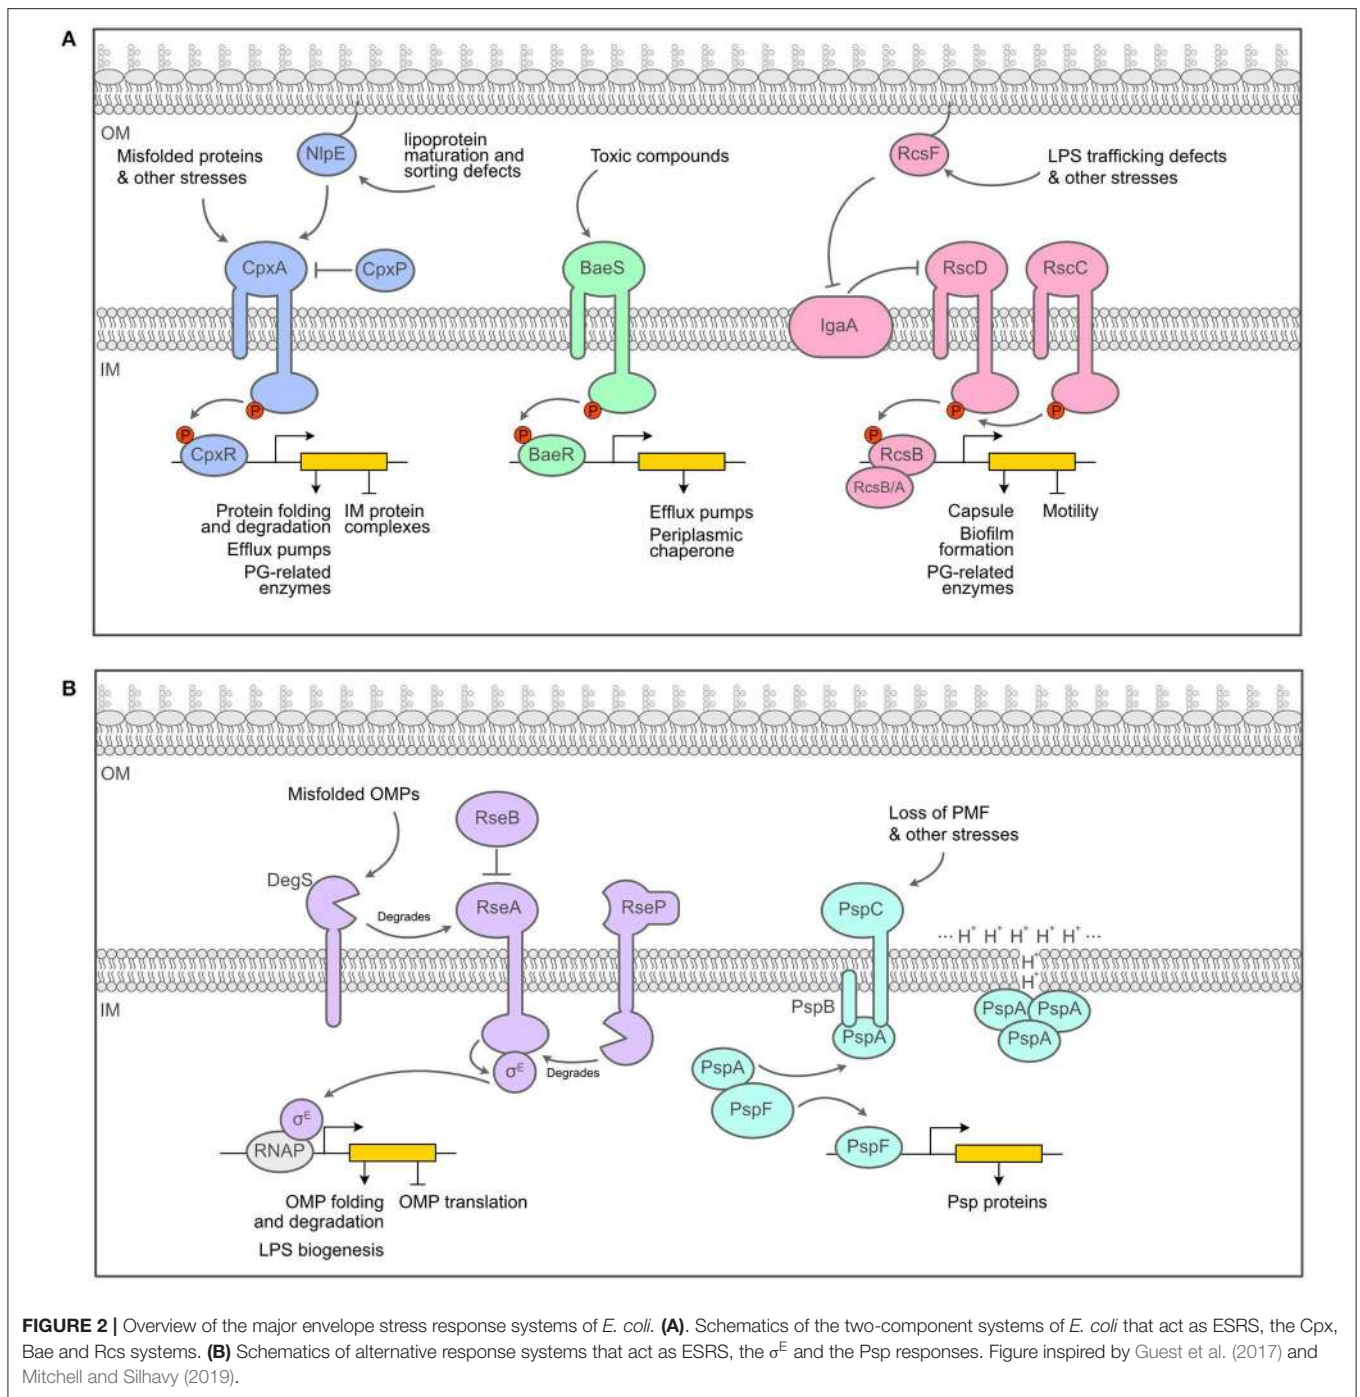 A
OM
Misfolded proteins
& other stresses
NlpE
lipoprotein
maturation and
sorting defects
CpxA
CpxP
IM
P
P
CpxR
Protein folding
and degradation
Efflux pumps
PG-related
enzymes
IM protein
complexes
Toxic compounds
BaeS
P
P
BaeR
Efflux pumps
Periplasmic
chaperone
RcsF
LPS trafficking defects
& other stresses
IgaA
RscD
RscC
P
P
P
RcsB
RcsB/A
Capsule
Biofilm
formation
PG-related
enzymes
Motility
B
OM
Misfolded OMPs
DegS
Degrades
RseB
RseA
RseP
IM
σE
Degrades
σE
RNAP
OMP folding
and degradation
LPS biogenesis
OMP translation
Loss of PMF
& other stresses
PspC
PspB
PspA
··· H+ H+ H+ H+ H+ ···
H+
H+
PspA PspA
PspA
PspA
PspF
PspF
Psp proteins
FIGURE 2 | Overview of the major envelope stress response systems of E. coli. (A). Schematics of the two-component systems of E. coli that act as ESRS, the Cpx,
Bae and Rcs systems. (B) Schematics of alternative response systems that act as ESRS, the σE and the Psp responses. Figure inspired by Guest et al. (2017) and
Mitchell and Silhavy (2019).